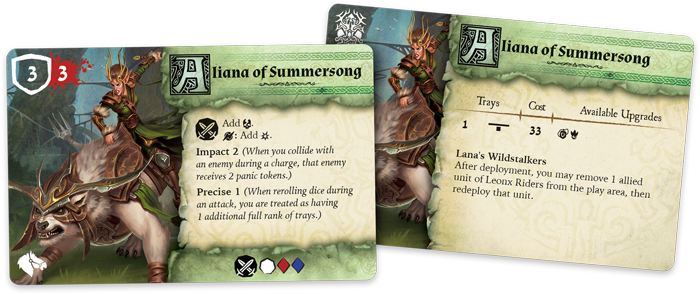 3 3
Aliana of Summersong
Add
: Add .
Impact 2 (When you collide with
an enemy during a charge, that enemy
receives 2 panic tokens.)
Precise 1 (When rerolling dice during
an attack, you are treated as having
1 additional full rank of trays.)
Aliana of Summersong
Trays Cost Available Upgrades
1 33
Lana's Wildstalkers
After deployment, you may remove 1 allied
unit of Leonx Riders from the play area, then
redeploy that unit.